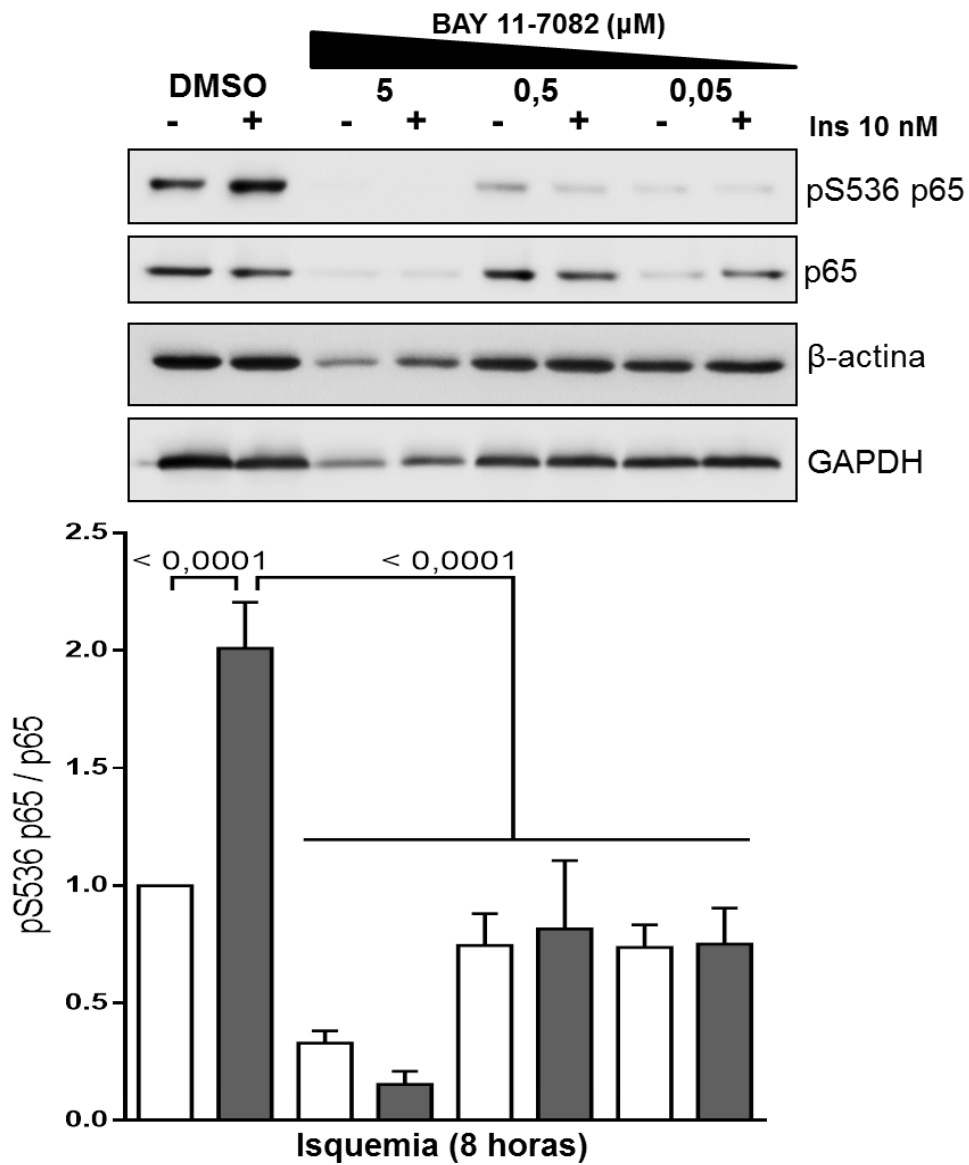 BAY 11-7082 (µM)
DMSO 5 0,5 0,05
- + - + - + - + Ins 10 nM
pS536 p65
p65
β-actina
GAPDH
2.5
< 0,0001 < 0,0001
2.0
1.5
1.0
0.5
0.0
pS536 p65 / p65
Isquemia (8 horas)